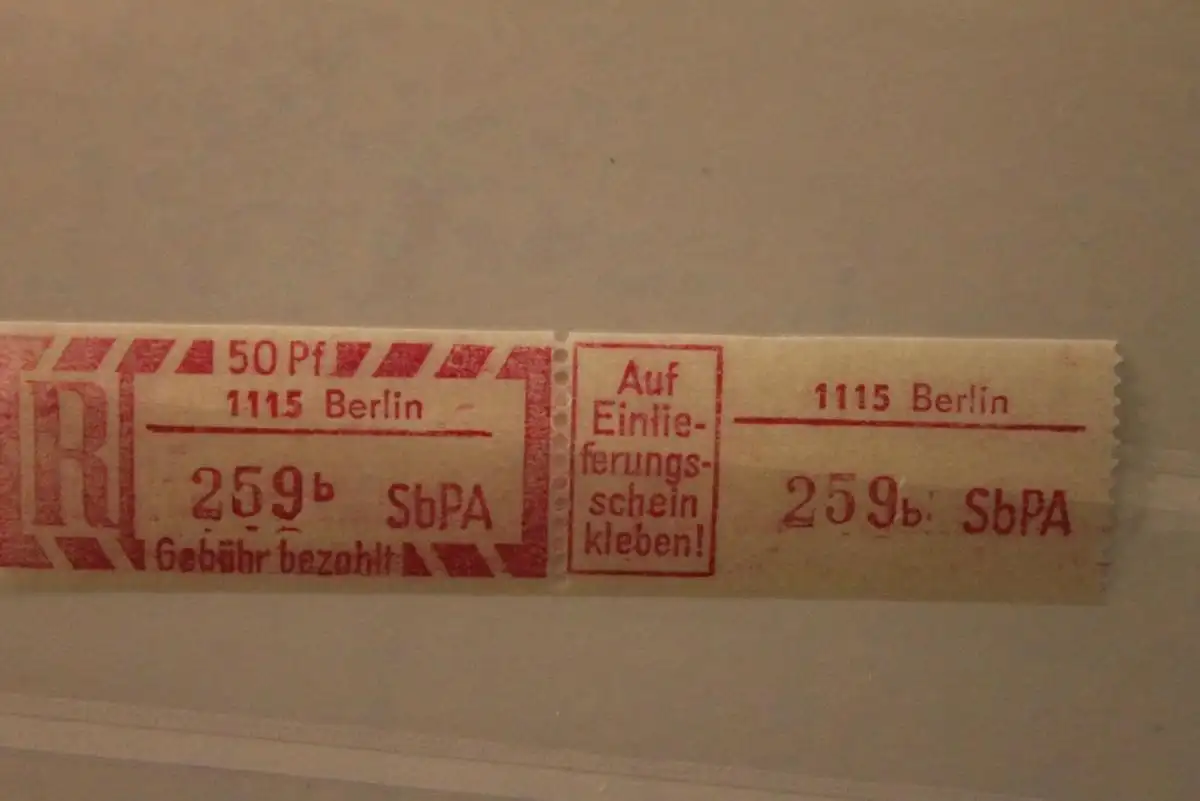 50 Pf
R
1115 Berlin
259b SbPA
Gebühr bezahlt
Auf
Einlie-
ferungs-
schein
kleben!
1115 Berlin
259b SbPA